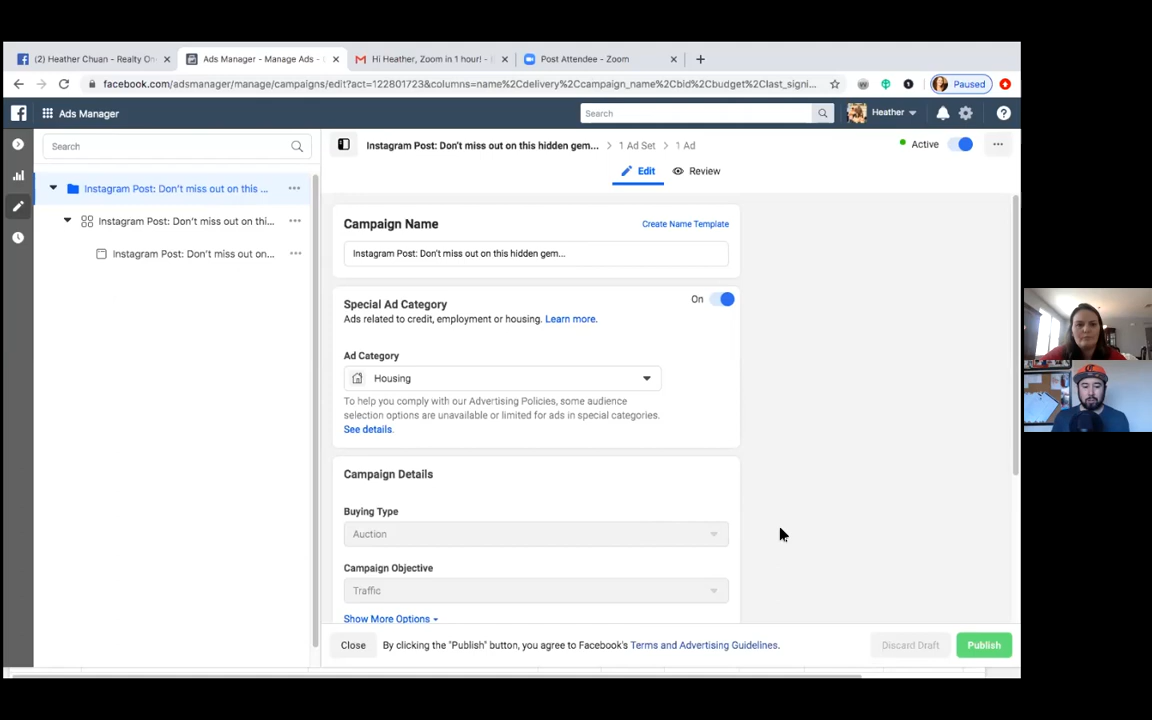 (2) Heather Chuan - Realty On
Ads Manager - Manage Ads -
Hi Heather, Zoom in 1 hour! -
Post Attendee - Zoom
facebook.com/adsmanager/manage/campaigns/edit?act=122801723&columns=name%2Cdelivery%2Ccampaign_name%2Cbid%2Cbudget%2Clast_signi...
Paused
Ads Manager
Search
Heather
Search
Instagram Post: Don't miss out on this hidden gem...
1 Ad Set
1 Ad
Active
Edit
Review
Instagram Post: Don't miss out on this ...
Instagram Post: Don't miss out on thi...
Instagram Post: Don't miss out on...
Campaign Name
Create Name Template
Instagram Post: Don't miss out on this hidden gem...
Special Ad Category
On
Ads related to credit, employment or housing. Learn more.
Ad Category
Housing
To help you comply with our Advertising Policies, some audience
selection options are unavailable or limited for ads in special categories.
See details.
Campaign Details
Buying Type
Auction
Campaign Objective
Traffic
Show More Options
Close
By clicking the "Publish" button, you agree to Facebook's Terms and Advertising Guidelines.
Discard Draft
Publish